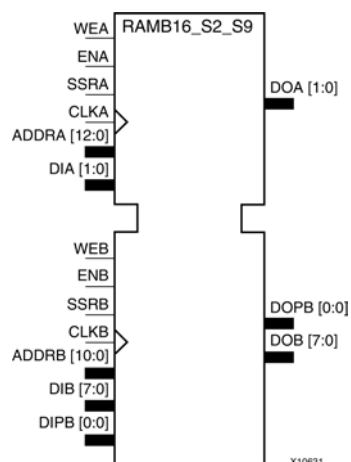 RAMB16_S2_S9
WEA
ENA
SSRA
CLKA
ADDRA [12:0]
DIA [1:0]
DOA [1:0]
WEB
ENB
SSRB
CLKB
ADDRB [10:0]
DIB [7:0]
DIPB [0:0]
DOPB [0:0]
DOB [7:0]
X10631